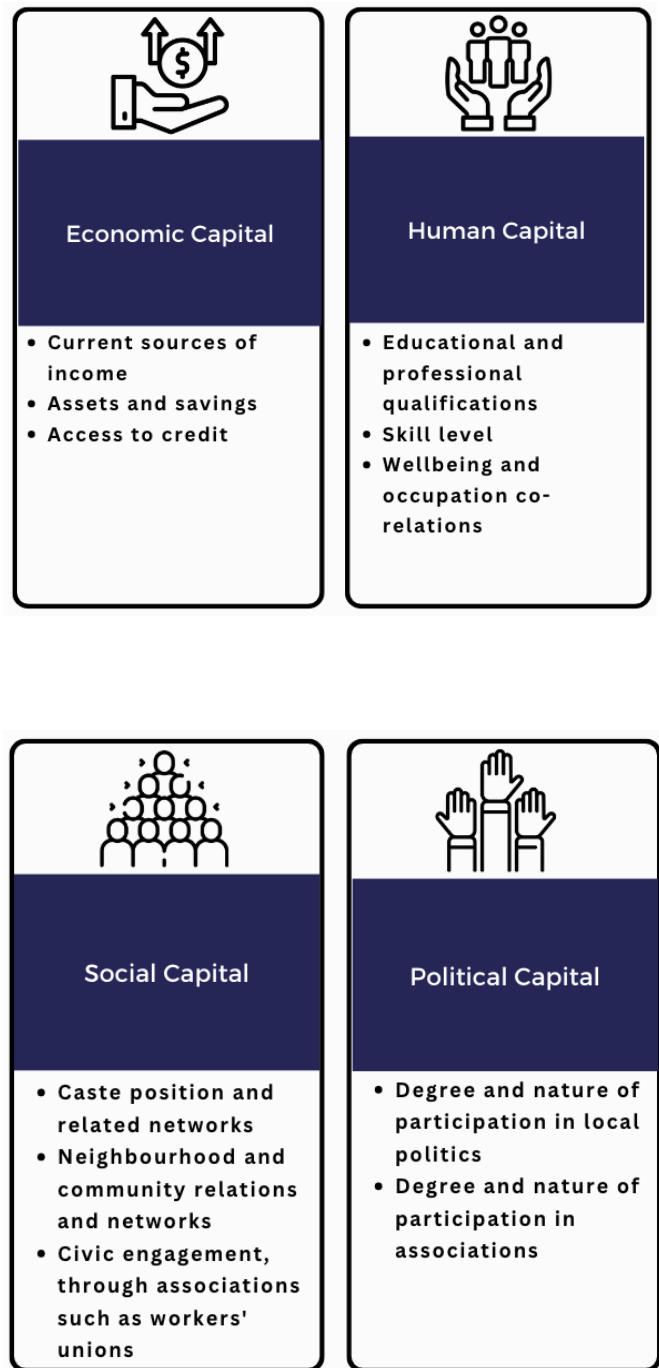 $
Economic Capital
• Current sources of
income
• Assets and savings
• Access to credit
Human Capital
• Educational and
professional
qualifications
• Skill level
• Wellbeing and
occupation co-
relations
Social Capital
• Caste position and
related networks
• Neighbourhood and
community relations
and networks
• Civic engagement,
through associations
such as workers'
unions
Political Capital
• Degree and nature of
participation in local
politics
• Degree and nature of
participation in
associations